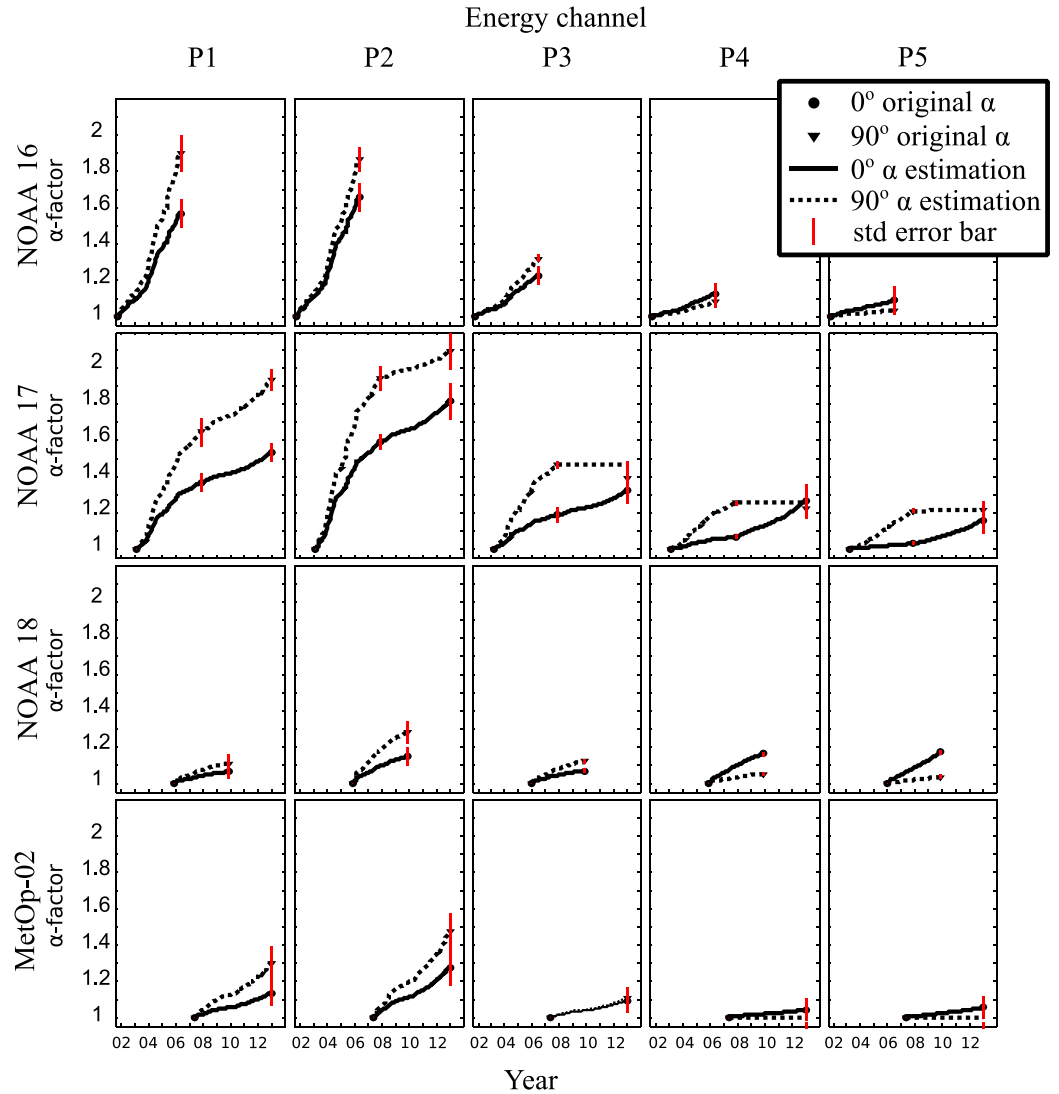 Energy channel
P1 P2 P3 P4 P5
0º original α
90º original α
0º α estimation
90º α estimation
std error bar
NOAA 16
α-factor
2
1.8
1.6
1.4
1.2
1
NOAA 17
α-factor
2
1.8
1.6
1.4
1.2
1
NOAA 18
α-factor
2
1.8
1.6
1.4
1.2
1
MetOp-02
α-factor
2
1.8
1.6
1.4
1.2
1
02 04 06 08 10 12 02 04 06 08 10 12 02 04 06 08 10 12 02 04 06 08 10 12 02 04 06 08 10 12
Year